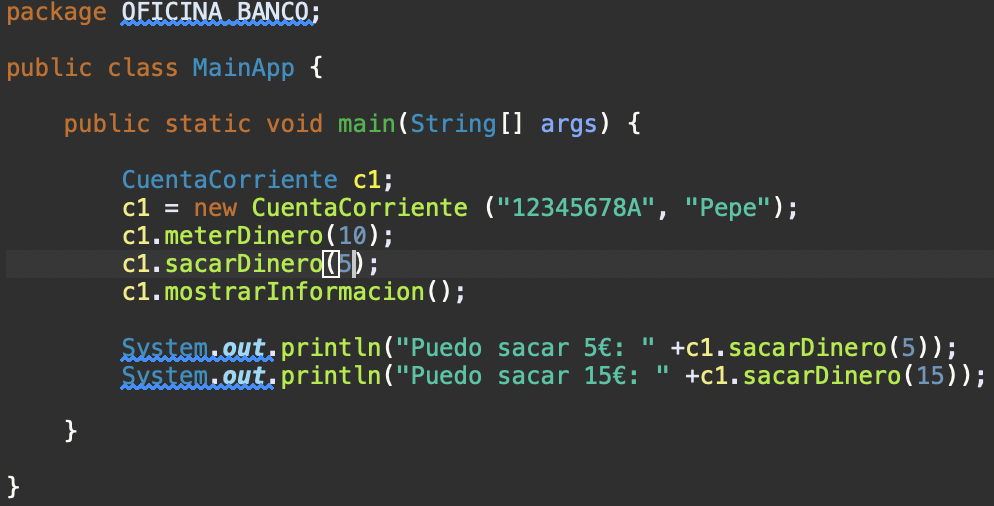 package OFICINA_BANCO;
public class MainApp {
public static void main(String[] args) {
CuentaCorriente c1;
c1 = new CuentaCorriente ("12345678A", "Pepe");
c1.meterDinero(10);
c1.sacarDinero(5);
c1.mostrarInformacion();
System.out.println("Puedo sacar 5€: " +c1.sacarDinero(5));
System.out.println("Puedo sacar 15€: " +c1.sacarDinero(15));
}
}